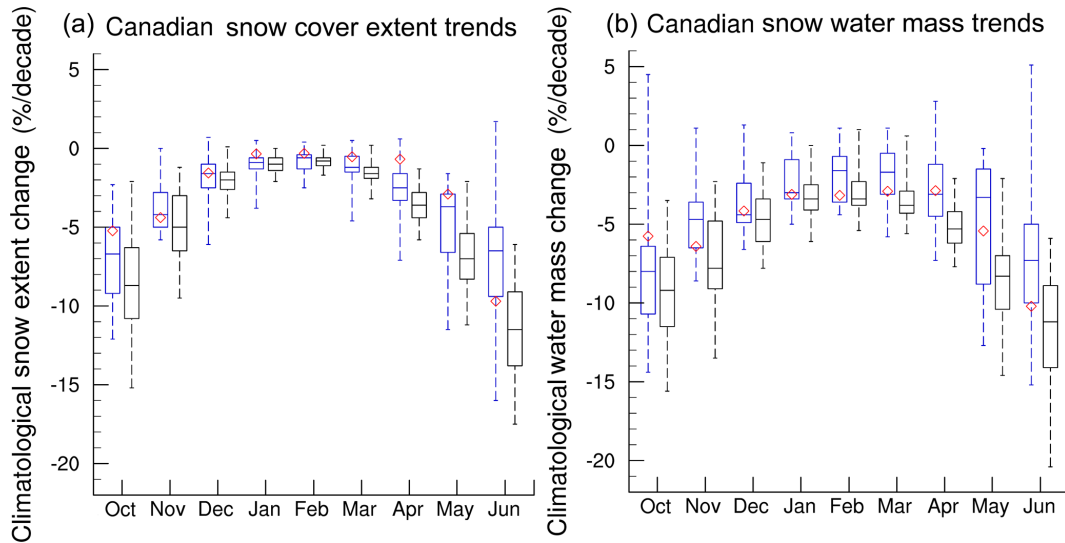 (a) Canadian snow cover extent trends
Climatological snow extent change (%/decade)
5
0
-5
-10
-15
-20
Oct Nov Dec Jan Feb Mar Apr May Jun
(b) Canadian snow water mass trends
Climatological water mass change (%/decade)
5
0
-5
-10
-15
-20
Oct Nov Dec Jan Feb Mar Apr May Jun